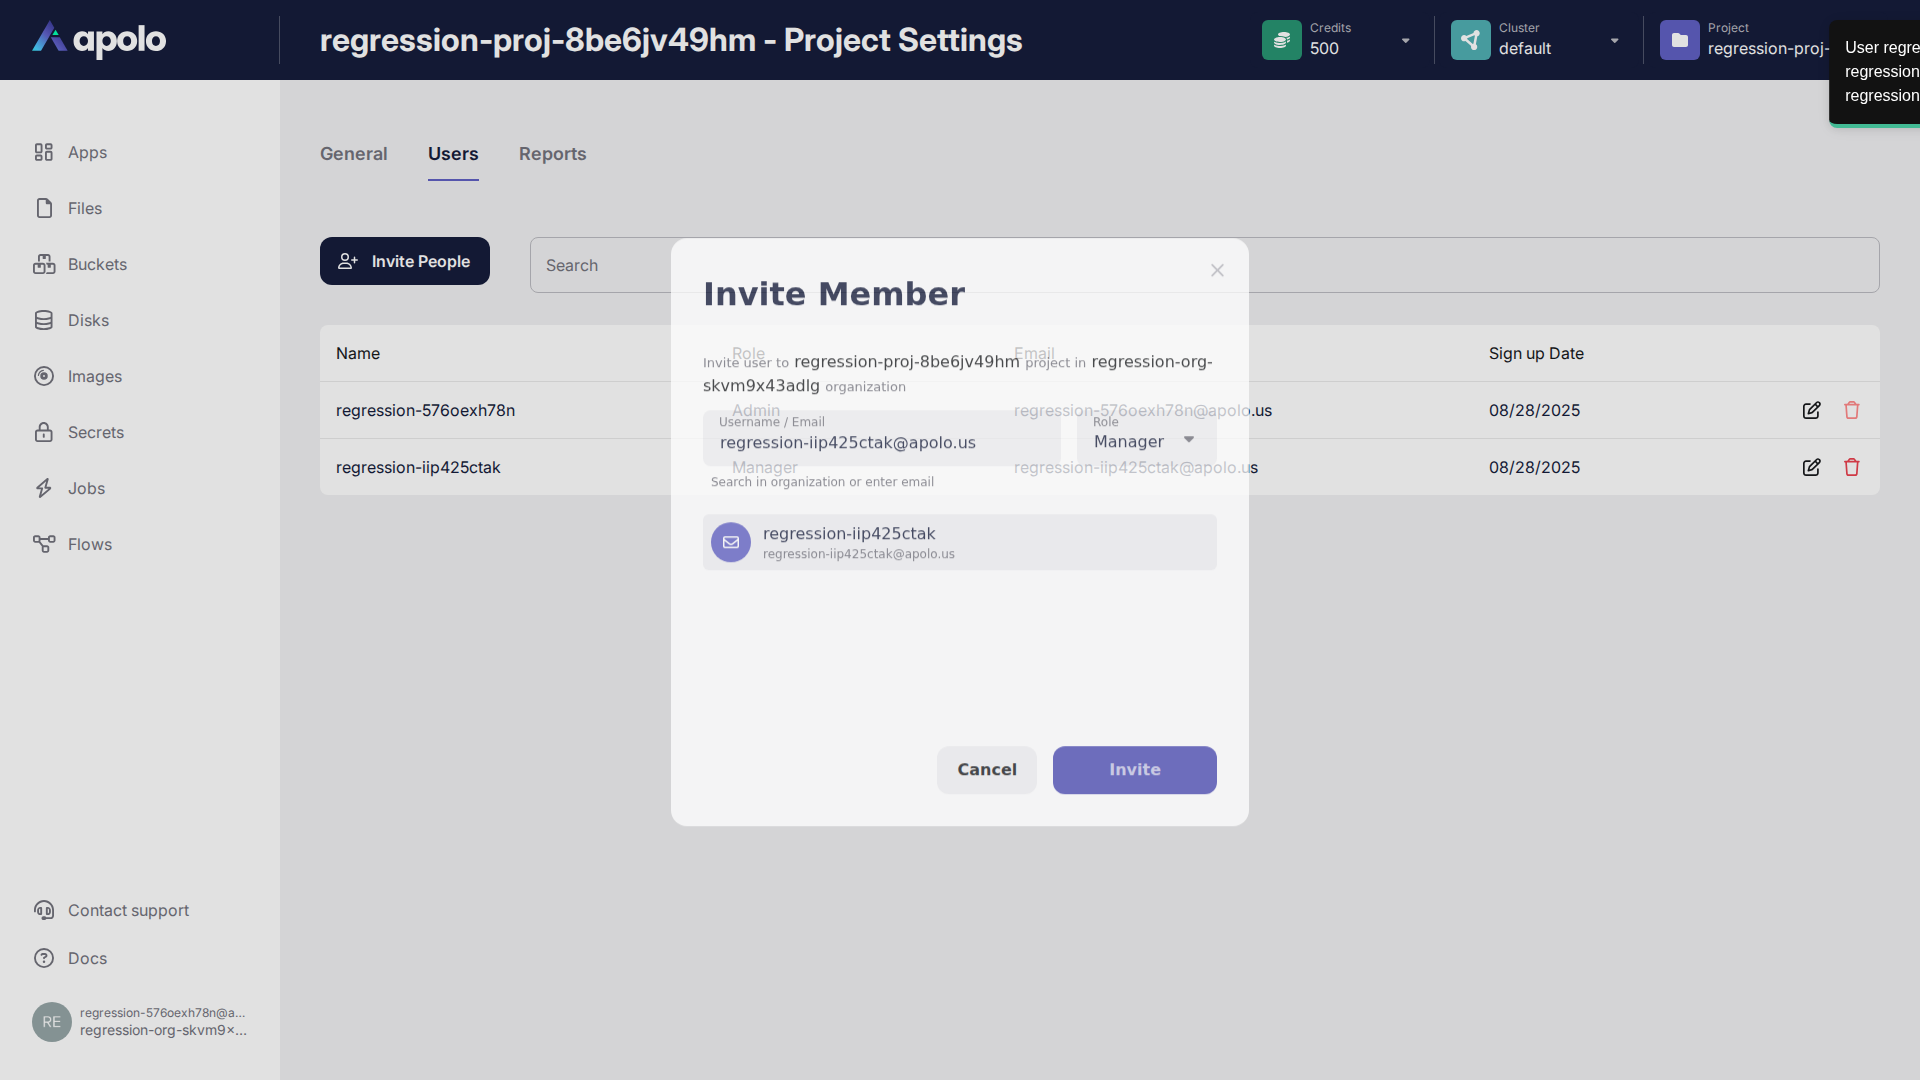 apolo
regression-proj-8be6jv49hm - Project Settings
Credits
500
Cluster
default
Project
regression-proj-
User regre
regression
regression
Apps
Files
Buckets
Disks
Images
Secrets
Jobs
Flows
General
Users
Reports
Invite People
Search
Name
Role
Email
Sign up Date
regression-576oexh78n
Admin
regression-576oexh78n@apolo.us
08/28/2025
regression-iip425ctak
Manager
regression-iip425ctak@apolo.us
08/28/2025
Invite Member
Invite user to regression-proj-8be6jv49hm project in regression-org-
skvm9x43adlg organization
Username / Email
regression-iip425ctak@apolo.us
Role
Manager
Search in organization or enter email
regression-iip425ctak
regression-iip425ctak@apolo.us
Cancel
Invite
Contact support
Docs
RE
regression-576oexh78n@a...
regression-org-skvm9x...